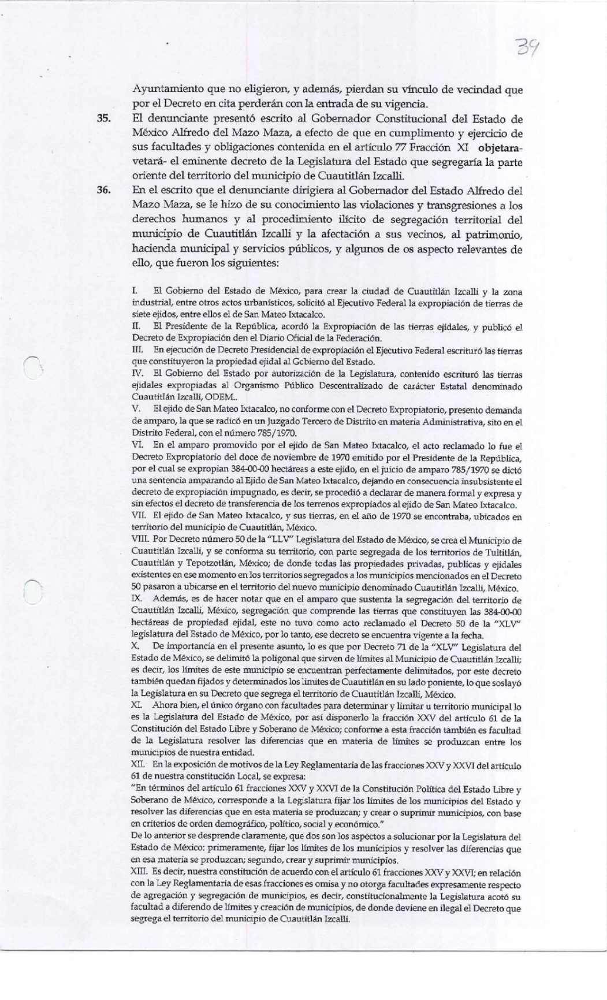 39
Ayuntamiento que no eligieron, y además, pierdan su vínculo de vecindad que
por el Decreto en cita perderán con la entrada de su vigencia.
35. El denunciante presentó escrito al Gobernador Constitucional del Estado de
México Alfredo del Mazo Maza, a efecto de que en cumplimento y ejercicio de
sus facultades y obligaciones contenida en el artículo 77 Fracción XI objetara-
vetará- el eminente decreto de la Legislatura del Estado que segregaría la parte
oriente del territorio del municipio de Cuautitlán Izcalli.
36. En el escrito que el denunciante dirigiera al Gobernador del Estado Alfredo del
Mazo Maza, se le hizo de su conocimiento las violaciones y transgresiones a los
derechos humanos y al procedimiento ilícito de segregación territorial del
municipio de Cuautitlán Izcalli y la afectación a sus vecinos, al patrimonio,
hacienda municipal y servicios públicos, y algunos de os aspecto relevantes de
ello, que fueron los siguientes:
I. El Gobierno del Estado de México, para crear la ciudad de Cuautitlán Izcalli y la zona
industrial, entre otros actos urbanísticos, solicitó al Ejecutivo Federal la expropiación de tierras de
siete ejidos, entre ellos el de San Mateo Ixtacalco.
II. El Presidente de la República, acordó la Expropiación de las tierras ejidales, y publicó el
Decreto de Expropiación den el Diario Oficial de la Federación.
III. En ejecución de Decreto Presidencial de expropiación el Ejecutivo Federal escrituró las tierras
que constituyeron la propiedad ejidal al Gobierno del Estado.
IV. El Gobierno del Estado por autorización de la Legislatura, contenido escrituró las tierras
ejidales expropiadas al Organismo Público Descentralizado de carácter Estatal denominado
Cuautitlán Izcalli, ODEM..
V. El ejido de San Mateo Ixtacalco, no conforme con el Decreto Expropiatorio, presento demanda
de amparo, la que se radicó en un Juzgado Tercero de Distrito en materia Administrativa, sito en el
Distrito Federal, con el número 785/1970.
VI. En el amparo promovido por el ejido de San Mateo Ixtacalco, el acto reclamado lo fue el
Decreto Expropiatorio del doce de noviembre de 1970 emitido por el Presidente de la República,
por el cual se expropian 384-00-00 hectáreas a este ejido, en el juicio de amparo 785/1970 se dictó
una sentencia amparando al Ejido de San Mateo Ixtacalco, dejando en consecuencia insubsistente el
decreto de expropiación impugnado, es decir, se procedió a declarar de manera formal y expresa y
sin efectos el decreto de transferencia de los terrenos expropiados al ejido de San Mateo Ixtacalco.
VII. El ejido de San Mateo Ixtacalco, y sus tierras, en el año de 1970 se encontraba, ubicados en
territorio del municipio de Cuautitlán, México.
VIII. Por Decreto número 50 de la "LLV" Legislatura del Estado de México, se crea el Municipio de
Cuautitlán Izcalli, y se conforma su territorio, con parte segregada de los territorios de Tultitlán,
Cuautitlán y Tepotzotlán, México; de donde todas las propiedades privadas, publicas y ejidales
existentes en ese momento en los territorios segregados a los municipios mencionados en el Decreto
50 pasaron a ubicarse en el territorio del nuevo municipio denominado Cuautitlán Izcalli, México.
IX. Además, es de hacer notar que en el amparo que sustenta la segregación del territorio de
Cuautitlán Izcalli, México, segregación que comprende las tierras que constituyen las 384-00-00
hectáreas de propiedad ejidal, este no tuvo como acto reclamado el Decreto 50 de la "XLV"
legislatura del Estado de México, por lo tanto, ese decreto se encuentra vigente a la fecha.
X. De importancia en el presente asunto, lo es que por Decreto 71 de la "XLV" Legislatura del
Estado de México, se delimitó la poligonal que sirven de límites al Municipio de Cuautitlán Izcalli;
es decir, los límites de este municipio se encuentran perfectamente delimitados, por este decreto
también quedan fijados y determinados los límites de Cuautitlán en su lado poniente, lo que soslayó
la Legislatura en su Decreto que segrega el territorio de Cuautitlán Izcalli, México.
XI. Ahora bien, el único órgano con facultades para determinar y limitar u territorio municipal lo
es la Legislatura del Estado de México, por así disponerlo la fracción XXV del artículo 61 de la
Constitución del Estado Libre y Soberano de México; conforme a esta fracción también es facultad
de la Legislatura resolver las diferencias que en materia de límites se produzcan entre los
municipios de nuestra entidad.
XII. En la exposición de motivos de la Ley Reglamentaria de las fracciones XXV y XXVI del artículo
61 de nuestra constitución Local, se expresa:
"En términos del artículo 61 fracciones XXV y XXVI de la Constitución Política del Estado Libre y
Soberano de México, corresponde a la Legislatura fijar los límites de los municipios del Estado y
resolver las diferencias que en esta materia se produzcan; y crear o suprimir municipios, con base
en criterios de orden demográfico, político, social y económico."
De lo anterior se desprende claramente, que dos son los aspectos a solucionar por la Legislatura del
Estado de México: primeramente, fijar los límites de los municipios y resolver las diferencias que
en esa materia se produzcan; segundo, crear y suprimir municipios.
XIII. Es decir, nuestra constitución de acuerdo con el artículo 61 fracciones XXV y XXVI; en relación
con la Ley Reglamentaria de esas fracciones es omisa y no otorga facultades expresamente respecto
de agregación y segregación de municipios, es decir, constitucionalmente la Legislatura acotó su
facultad a diferendo de límites y creación de municipios, de donde deviene en ilegal el Decreto que
segrega el territorio del municipio de Cuautitlán Izcalli.